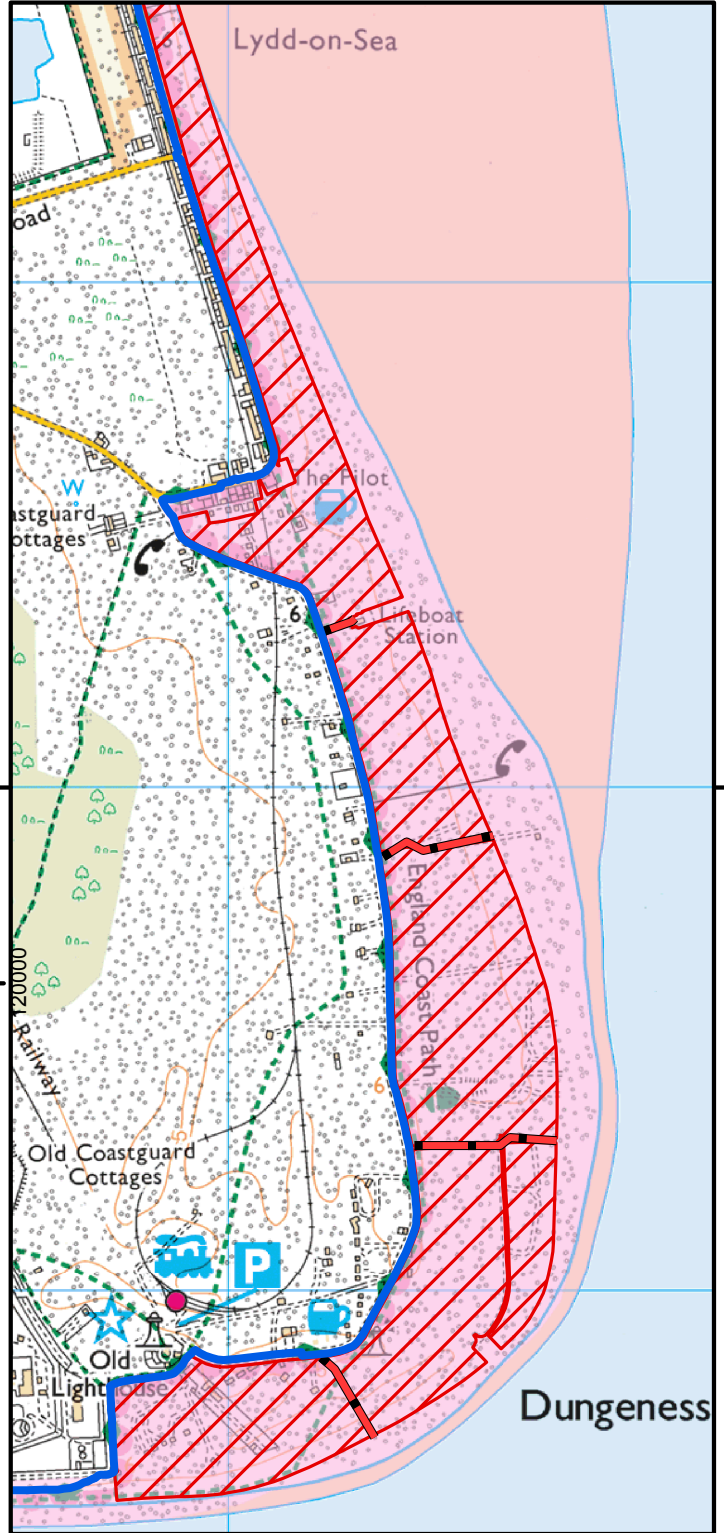 Lydd-on-Sea
oad
The Pilot
W
astguard
ottages
6
Lifeboat
Station
England Coast Path
120000
Railway
6
5
Old Coastguard
Cottages
P
Old
Lighthouse
Dungeness